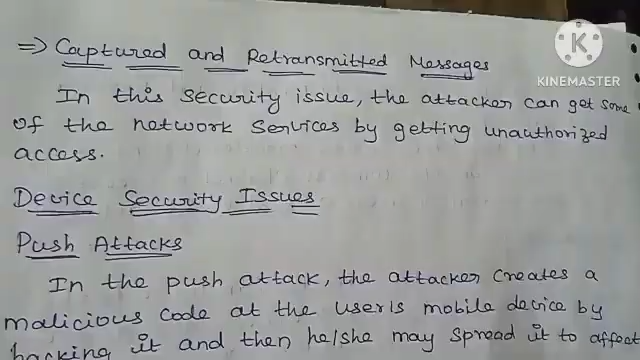 ⇒ Captured and Retransmitted Messages
KINEMASTER
In this security issue, the attacker can get some
of the network services by getting unauthorized
access.
Device Security Issues
Push Attacks
In the push attack, the attacker creates a
malicious code at the user's mobile device by
hacking it and then he/she may spread it to affect